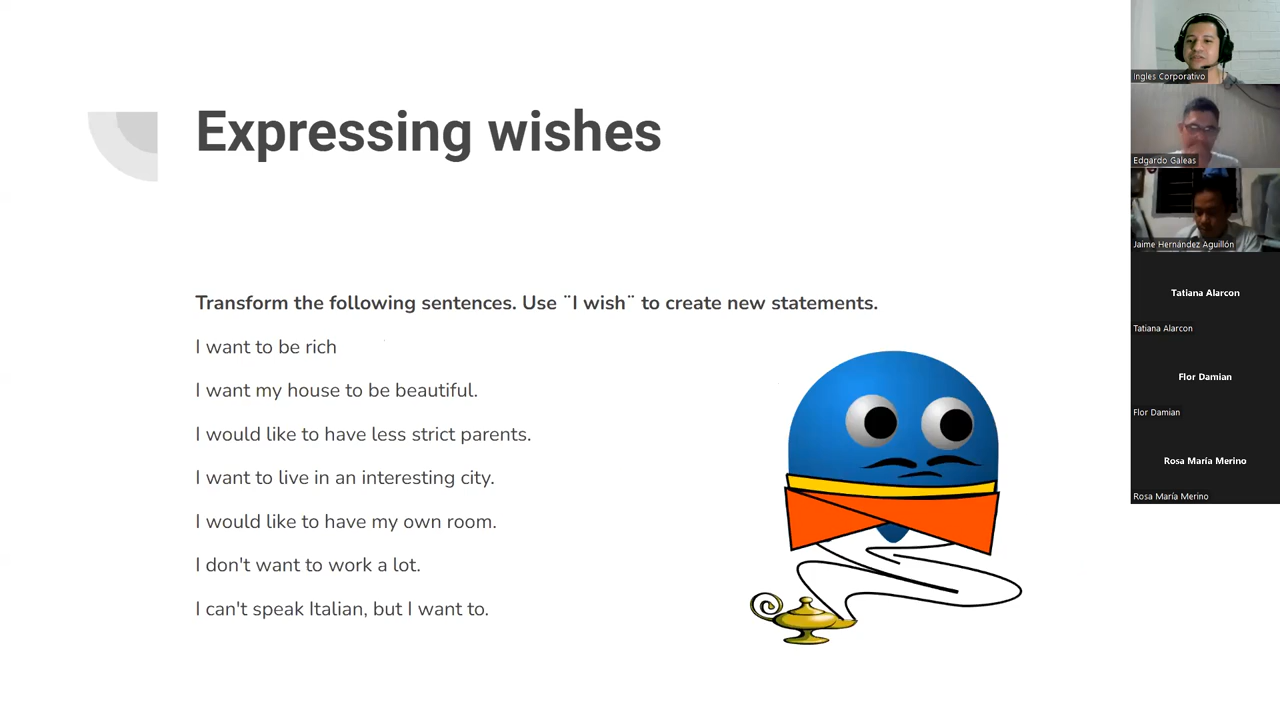 Expressing wishes
Transform the following sentences. Use ¨I wish¨ to create new statements.
I want to be rich
I want my house to be beautiful.
I would like to have less strict parents.
I want to live in an interesting city.
I would like to have my own room.
I don't want to work a lot.
I can't speak Italian, but I want to.
Ingles Corporativo
Edgardo Galeas
Jaime Hernández Aguillón
Tatiana Alarcon
Tatiana Alarcon
Flor Damian
Flor Damian
Rosa María Merino
Rosa María Merino